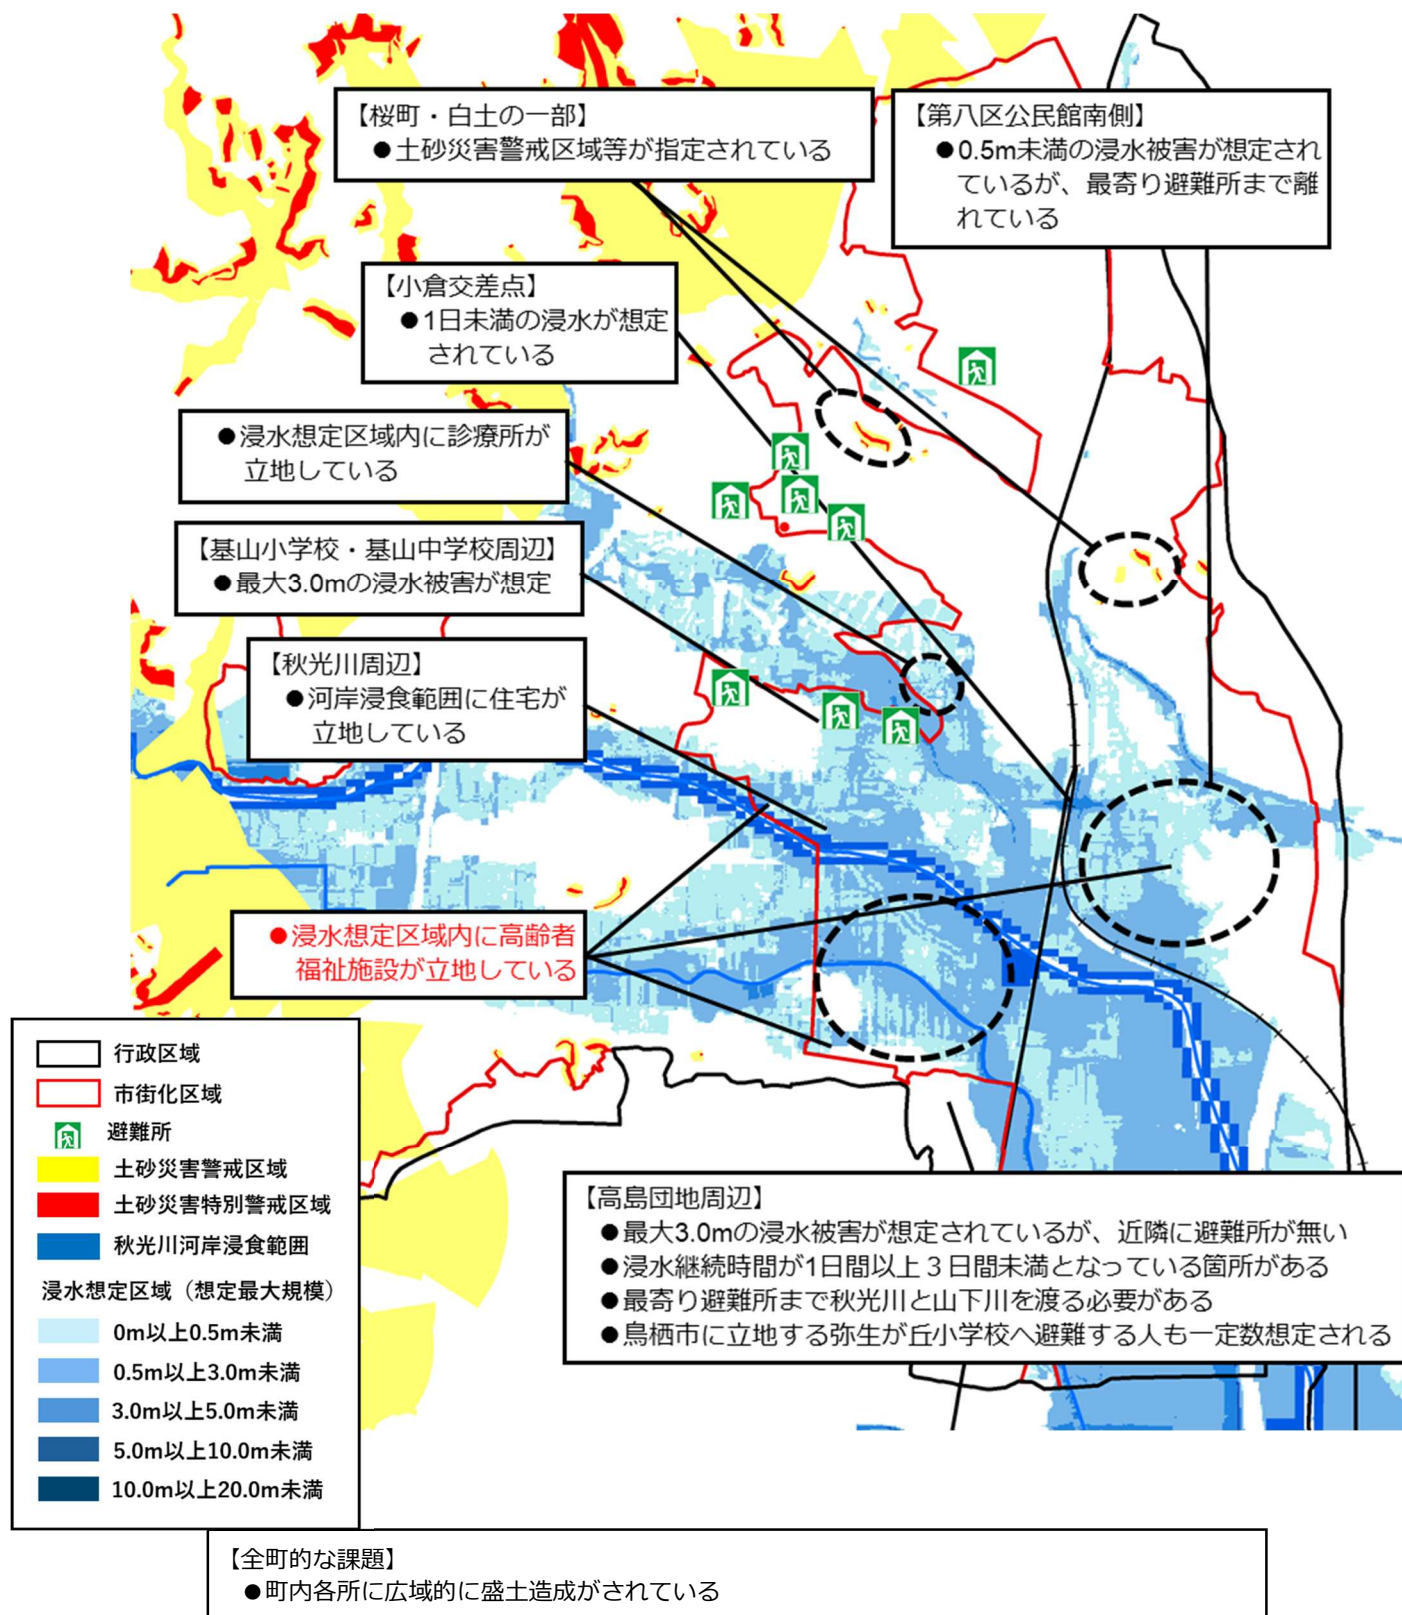 【桜町・白土の一部】
●土砂災害警戒区域等が指定されている
【第八区公民館南側】
●0.5m未満の浸水被害が想定され
ているが、最寄り避難所まで離
れている
【小倉交差点】
●1日未満の浸水が想定
されている
●浸水想定区域内に診療所が
立地している
【基山小学校・基山中学校周辺】
●最大3.0mの浸水被害が想定
【秋光川周辺】
●河岸浸食範囲に住宅が
立地している
●浸水想定区域内に高齢者
福祉施設が立地している
行政区域
市街化区域
避難所
土砂災害警戒区域
土砂災害特別警戒区域
秋光川河岸浸食範囲
浸水想定区域（想定最大規模）
0m以上0.5m未満
0.5m以上3.0m未満
3.0m以上5.0m未満
5.0m以上10.0m未満
10.0m以上20.0m未満
【高島団地周辺】
●最大3.0mの浸水被害が想定されているが、近隣に避難所が無い
●浸水継続時間が1日間以上３日間未満となっている箇所がある
●最寄り避難所まで秋光川と山下川を渡る必要がある
●鳥栖市に立地する弥生が丘小学校へ避難する人も一定数想定される
【全町的な課題】
●町内各所に広域的に盛土造成がされている